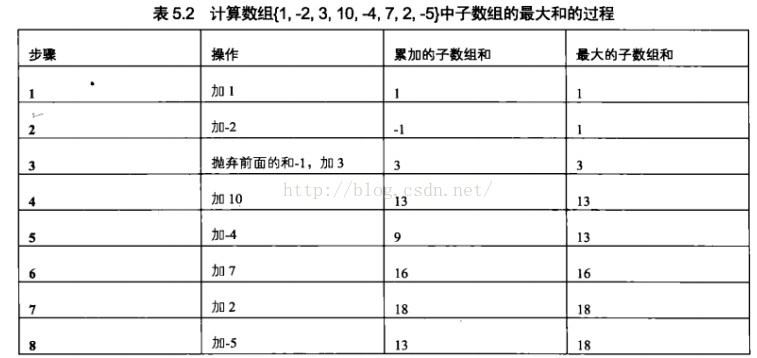 表 5.2 计算数组{1, -2, 3, 10, -4, 7, 2, -5}中子数组的最大和的过程
步骤 操作 累加的子数组和 最大的子数组和
1 加 1 1 1
2 加-2 -1 1
3 抛弃前面的和-1，加 3 3 3
http://blog.csdn.net/
4 加 10 13 13
5 加-4 9 13
6 加 7 16 16
7 加 2 18 18
8 加-5 13 18